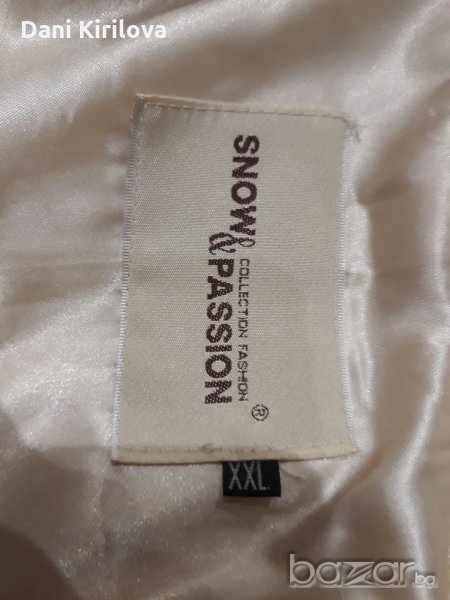 Dani Kirilova
SNOW &
COLLECTION FASHION
PASSION®
XXL
bazar.bg